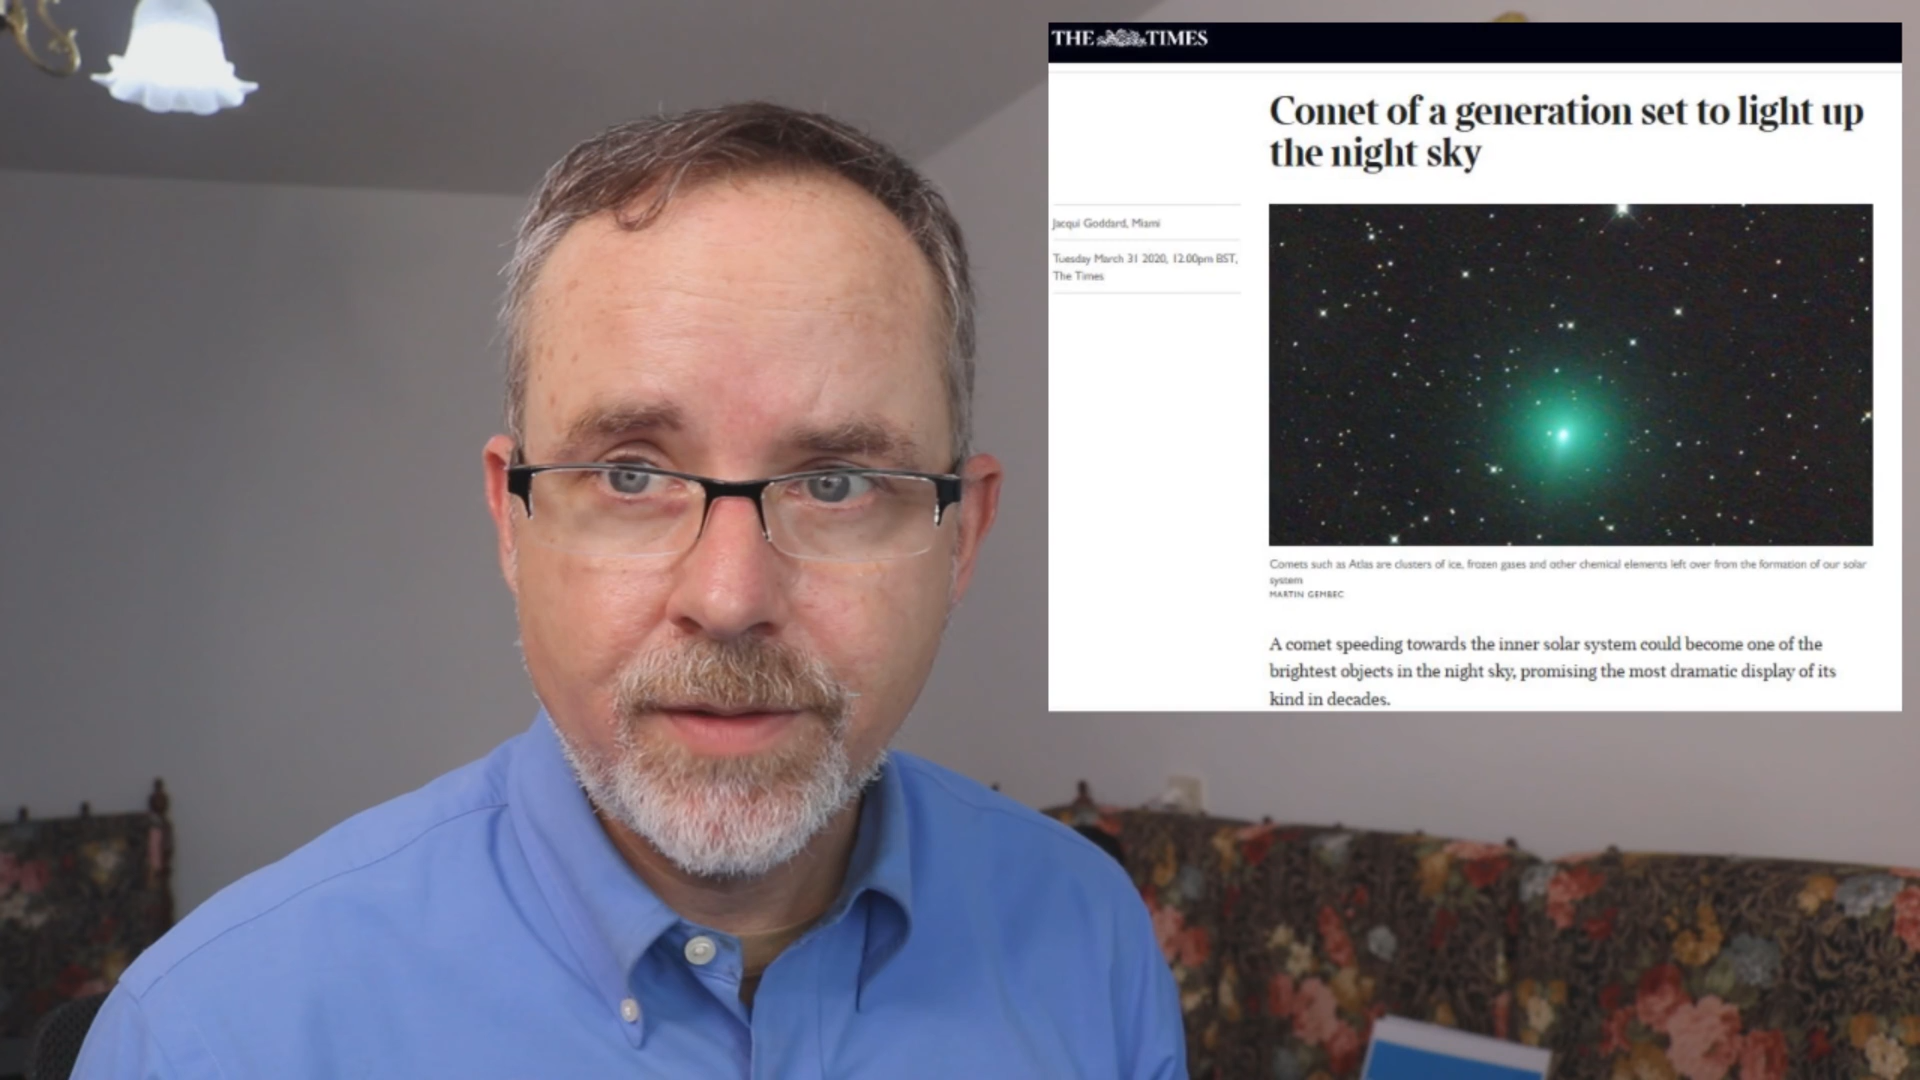 THE TIMES
Comet of a generation set to light up
the night sky
Jacqui Goddard, Miami
Tuesday March 31 2020, 12.00pm BST,
The Times
Comets such as Atlas are clusters of ice, frozen gases and other chemical elements left over from the formation of our solar
system
MARTIN GEMBEC
A comet speeding towards the inner solar system could become one of the
brightest objects in the night sky, promising the most dramatic display of its
kind in decades.